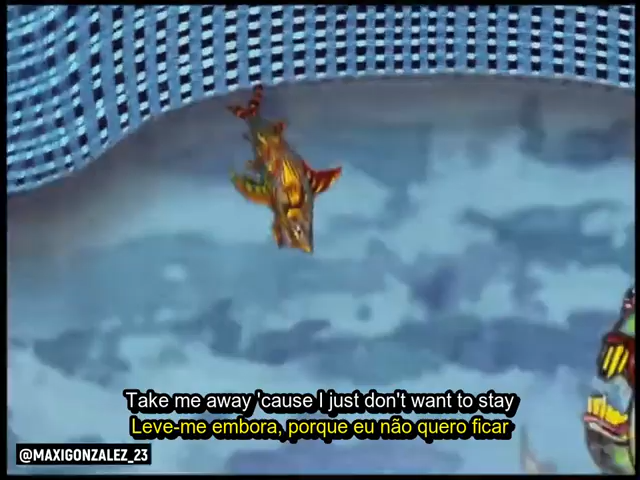 Take me away 'cause I just don't want to stay
Leve-me embora, porque eu não quero ficar
@MAXIGONZALEZ_23